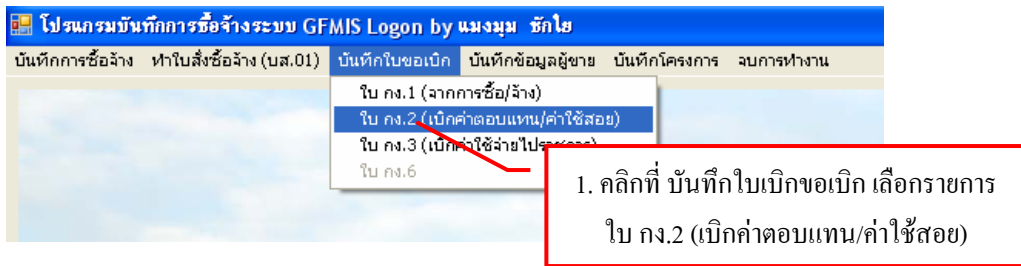 โปรแกรมบันทึกการซื้อจ้างระบบ GFMIS Logon by แมงมุม ชักใย
บันทึกการซื้อจ้าง ทำใบสั่งซื้อจ้าง (บส.01) บันทึกใบขอเบิก บันทึกข้อมูลผู้ขาย บันทึกโครงการ จบการทำงาน
ใบ กง.1 (จากการซื้อ/จ้าง)
ใบ กง.2 (เบิกค่าตอบแทน/ค่าใช้สอย)
ใบ กง.3 (เบิกค่าใช้จ่ายไปราชการ)
ใบ กง.6
1. คลิกที่ บันทึกใบเบิกขอเบิก เลือกรายการ
ใบ กง.2 (เบิกค่าตอบแทน/ค่าใช้สอย)